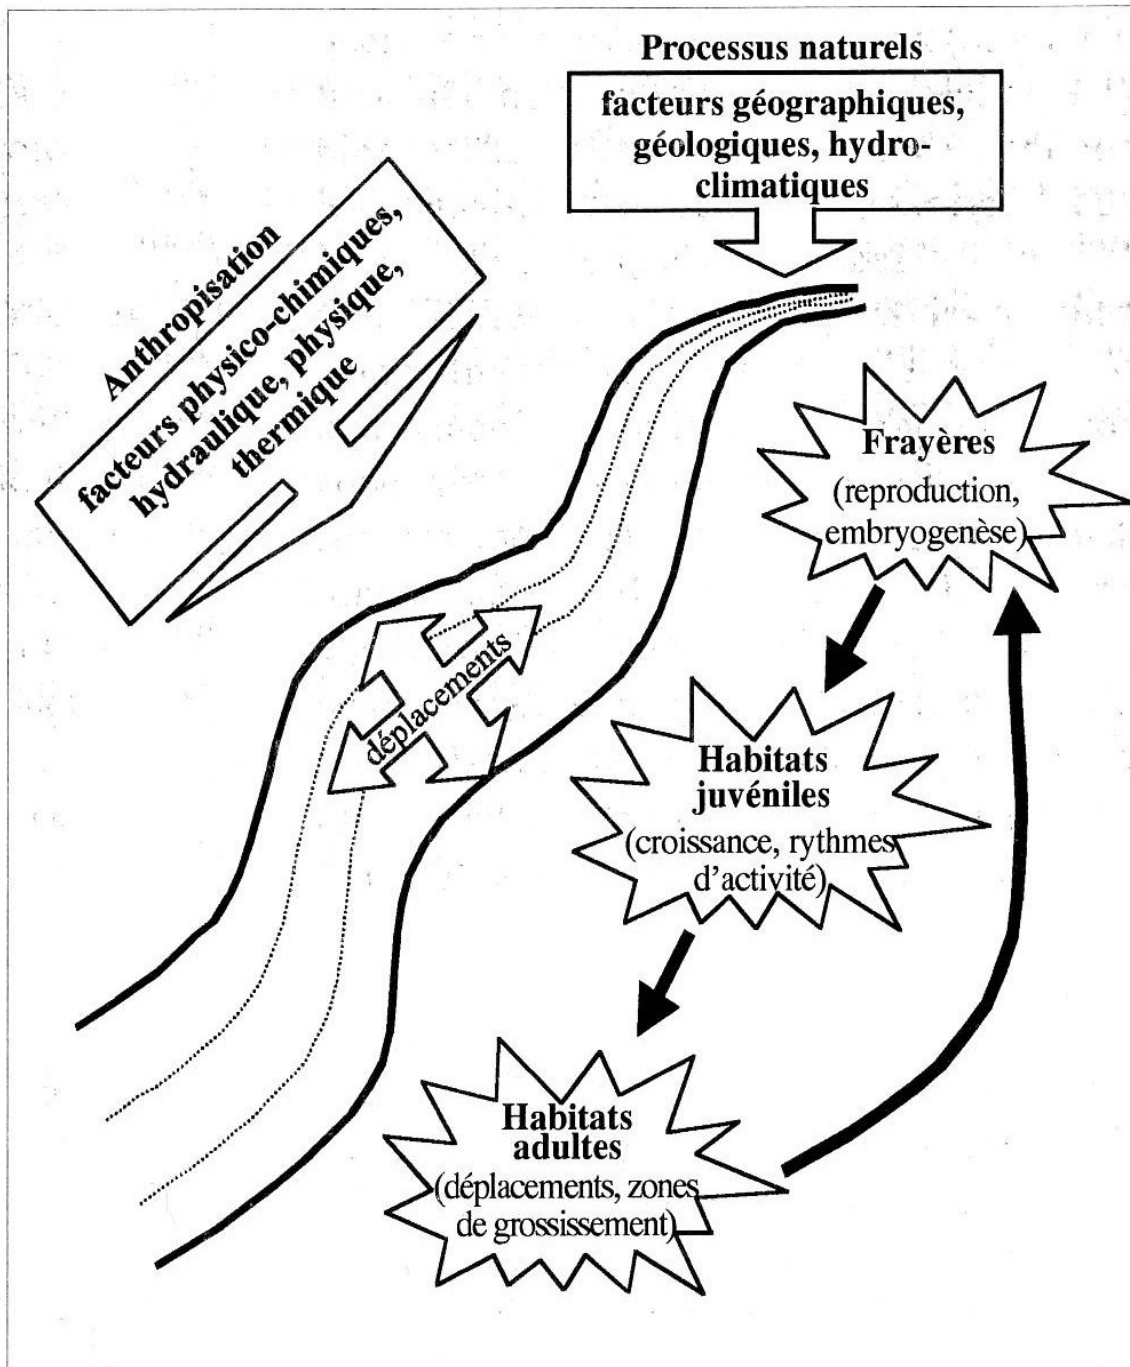 Processus naturels
facteurs géographiques,
géologiques, hydro-
climatiques
Anthropisation
facteurs physico-chimiques,
hydraulique, physique,
thermique
Frayères
(reproduction,
embryogenèse)
déplacements
Habitats
juvéniles
(croissance, rythmes
d'activité)
Habitats
adultes
(déplacements, zones
de grossissement)